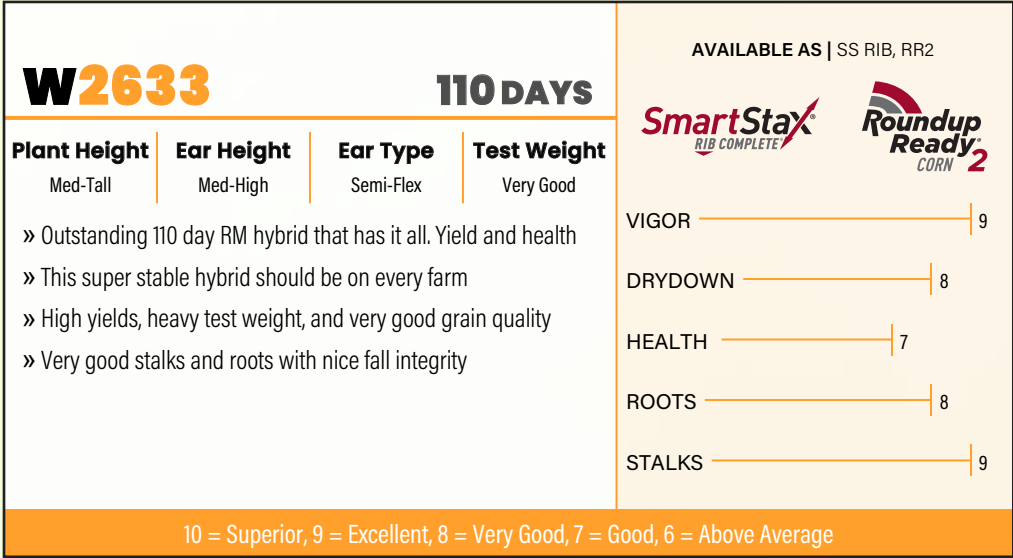 W2633
110 DAYS
Plant Height
Med-Tall
Ear Height
Med-High
Ear Type
Semi-Flex
Test Weight
Very Good
» Outstanding 110 day RM hybrid that has it all. Yield and health
» This super stable hybrid should be on every farm
» High yields, heavy test weight, and very good grain quality
» Very good stalks and roots with nice fall integrity
AVAILABLE AS | SS RIB, RR2
SmartStax®
RIB COMPLETE®
Roundup
Ready®
CORN 2
VIGOR 9
DRYDOWN 8
HEALTH 7
ROOTS 8
STALKS 9
10 = Superior, 9 = Excellent, 8 = Very Good, 7 = Good, 6 = Above Average